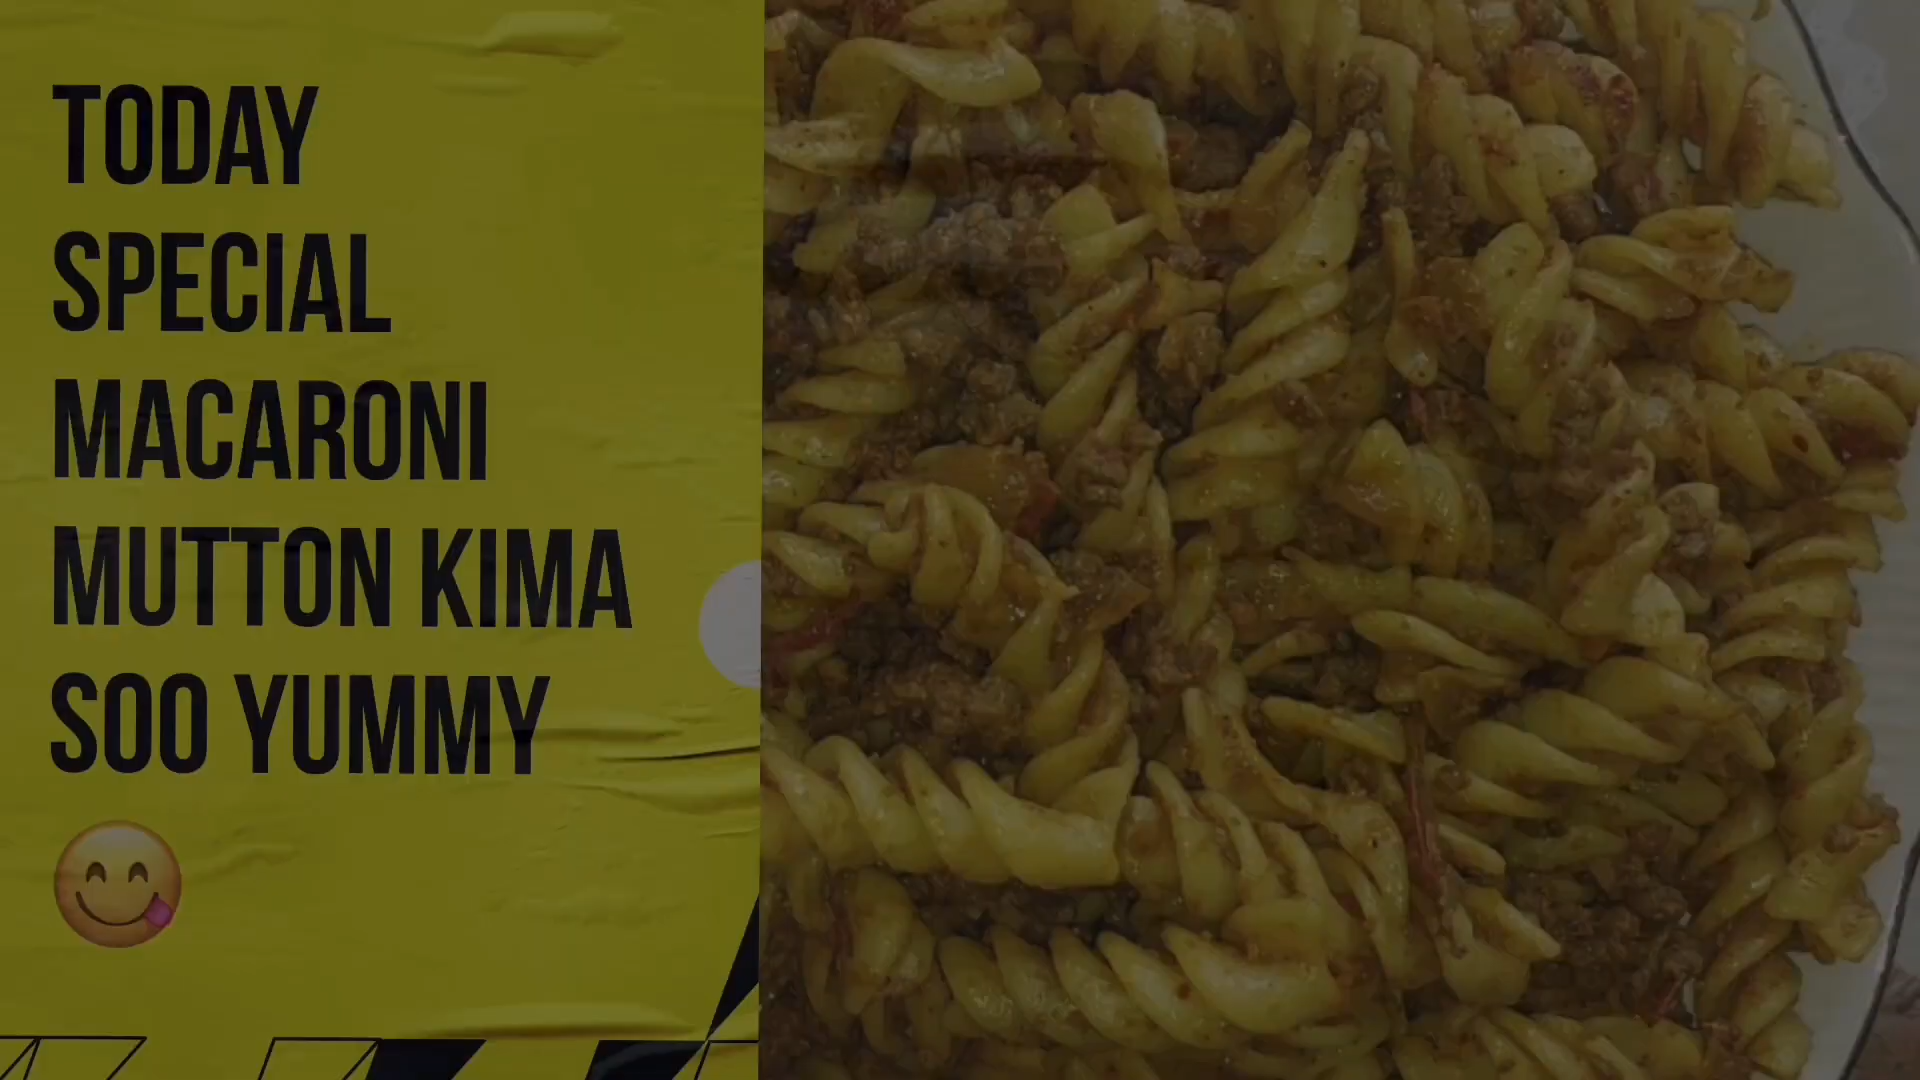 TODAY
SPECIAL
MACARONI
MUTTON KIMA
SOO YUMMY
😋